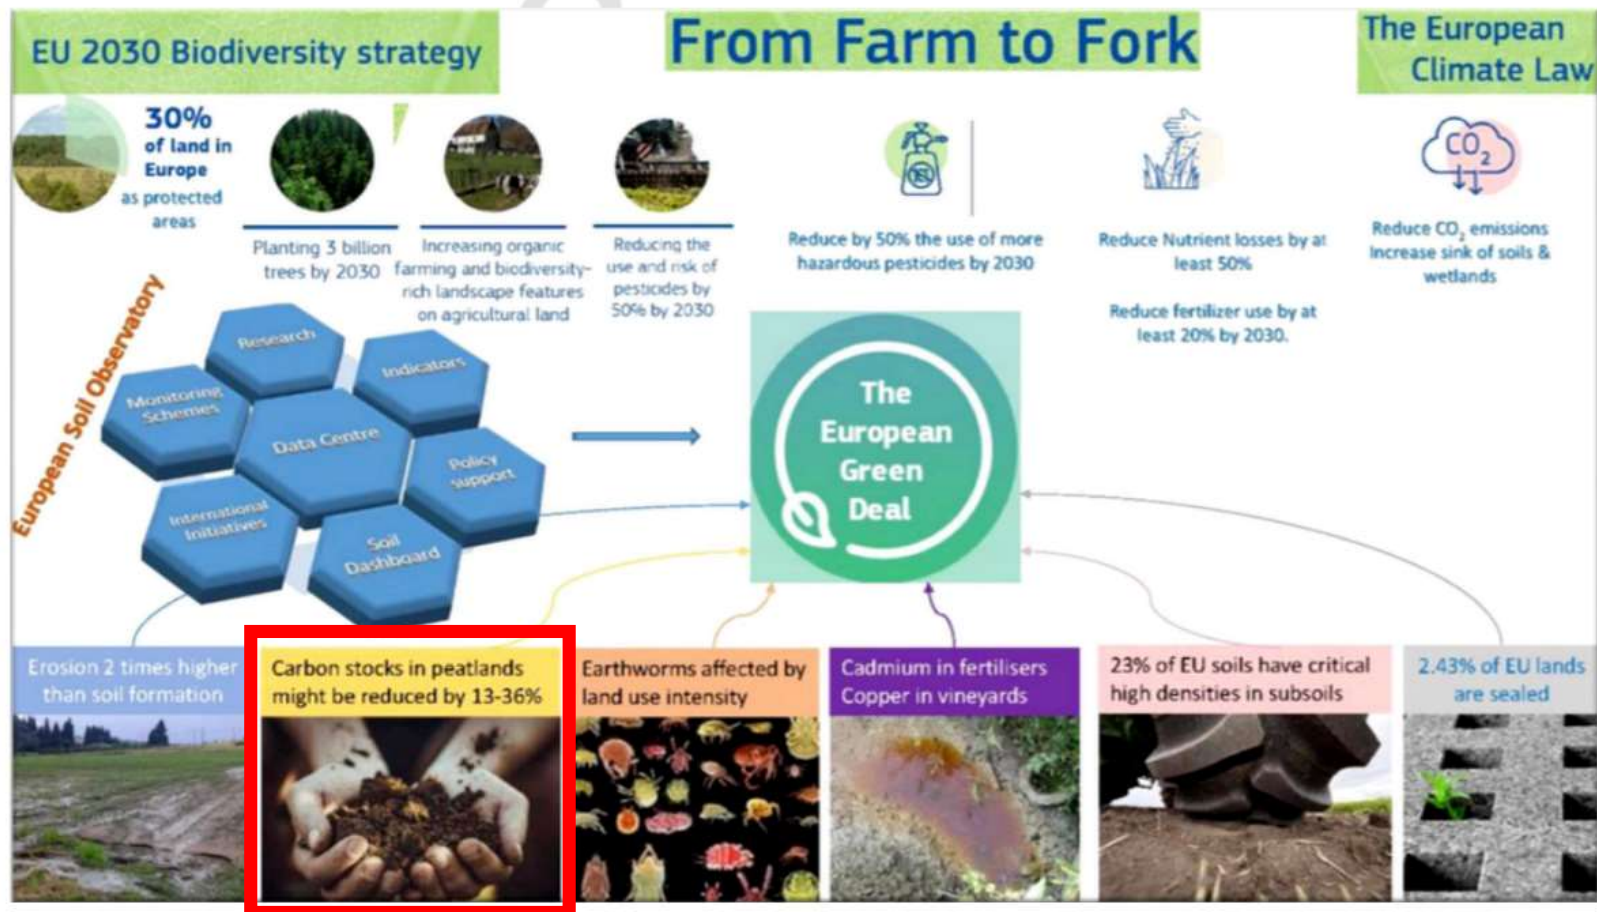 EU 2030 Biodiversity strategy
From Farm to Fork
The European
Climate Law
30%
of land in
Europe
as protected
areas
Planting 3 billion
trees by 2030
Increasing organic
farming and biodiversity-
rich landscape features
on agricultural land
Reducing the
use and risk of
pesticides by
50% by 2030
Reduce by 50% the use of more
hazardous pesticides by 2030
Reduce Nutrient losses by at
least 50%
Reduce fertilizer use by at
least 20% by 2030.
CO2
Reduce CO2 emissions
Increase sink of soils &
wetlands
European Soil Observatory
Research
Indicators
Monitoring
Schemes
Data Centre
Policy
Support
International
Initiatives
Soil
Dashboard
The
European
Green
Deal
Erosion 2 times higher
than soil formation
Carbon stocks in peatlands
might be reduced by 13-36%
Earthworms affected by
land use intensity
Cadmium in fertilisers
Copper in vineyards
23% of EU soils have critical
high densities in subsoils
2.43% of EU lands
are sealed